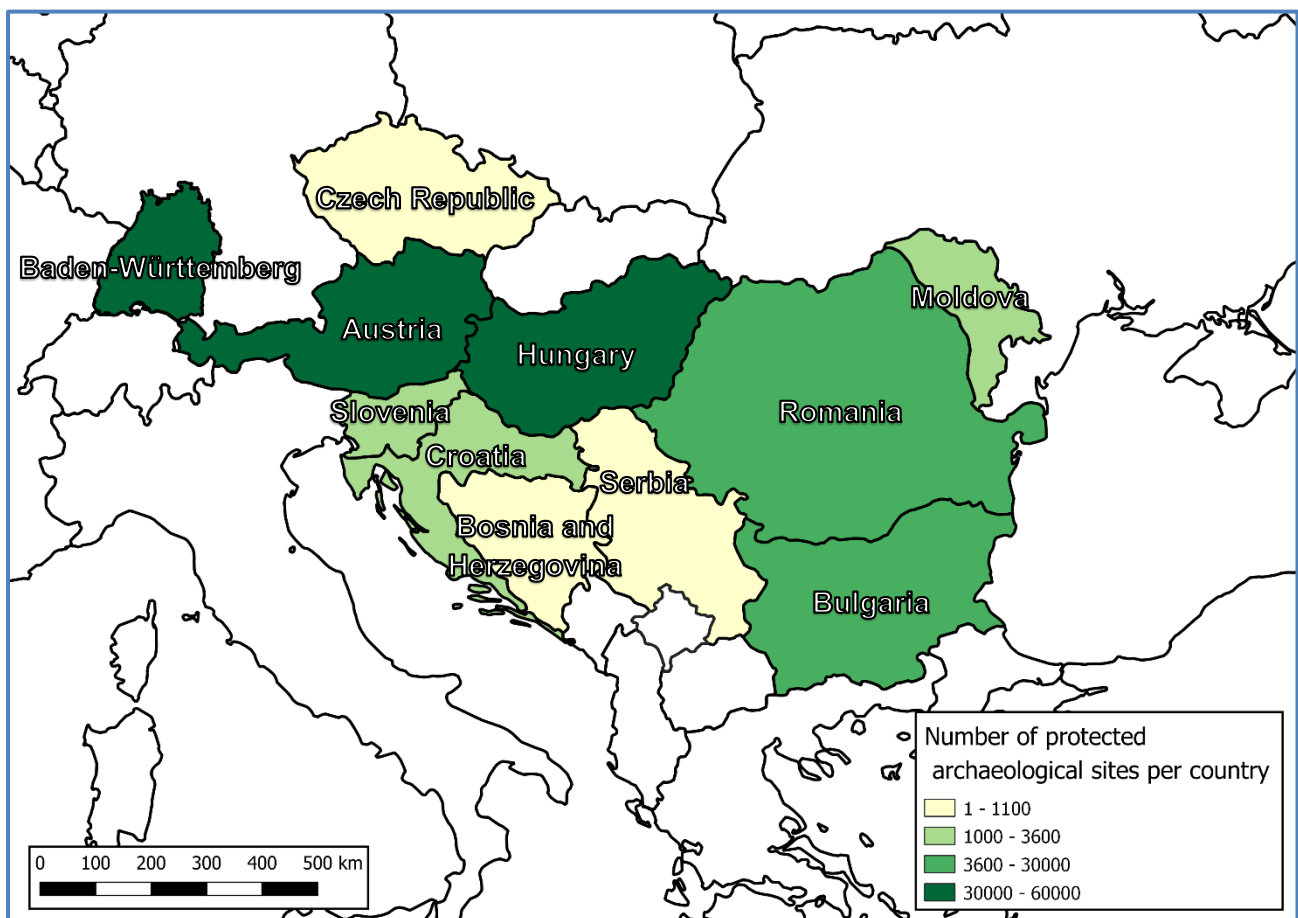 Czech Republic
Baden-Württemberg
Austria
Hungary
Moldova
Slovenia
Romania
Croatia
Serbia
Bosnia and
Herzegovina
Bulgaria
Number of protected
archaeological sites per country
1 - 1100
1000 - 3600
3600 - 30000
30000 - 60000
0 100 200 300 400 500 km